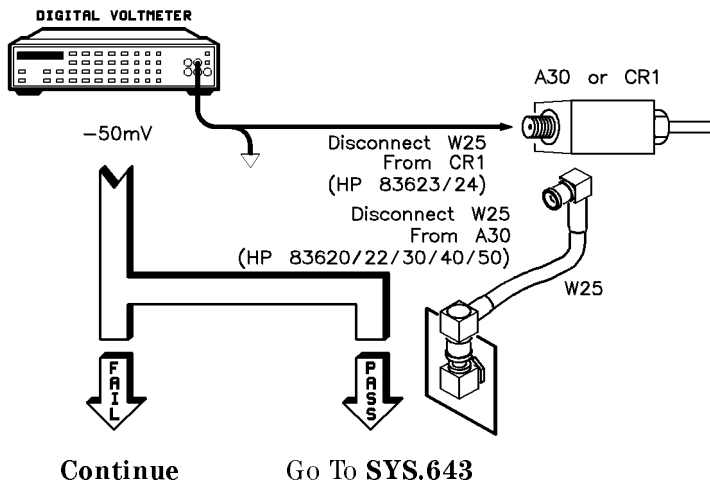 DIGITAL VOLTMETER
A30 or CR1
-50mV
Disconnect W25
From CR1
(HP 83623/24)
Disconnect W25
From A30
(HP 83620/22/30/40/50)
W25
FAIL
PASS
Continue
Go To SYS.643